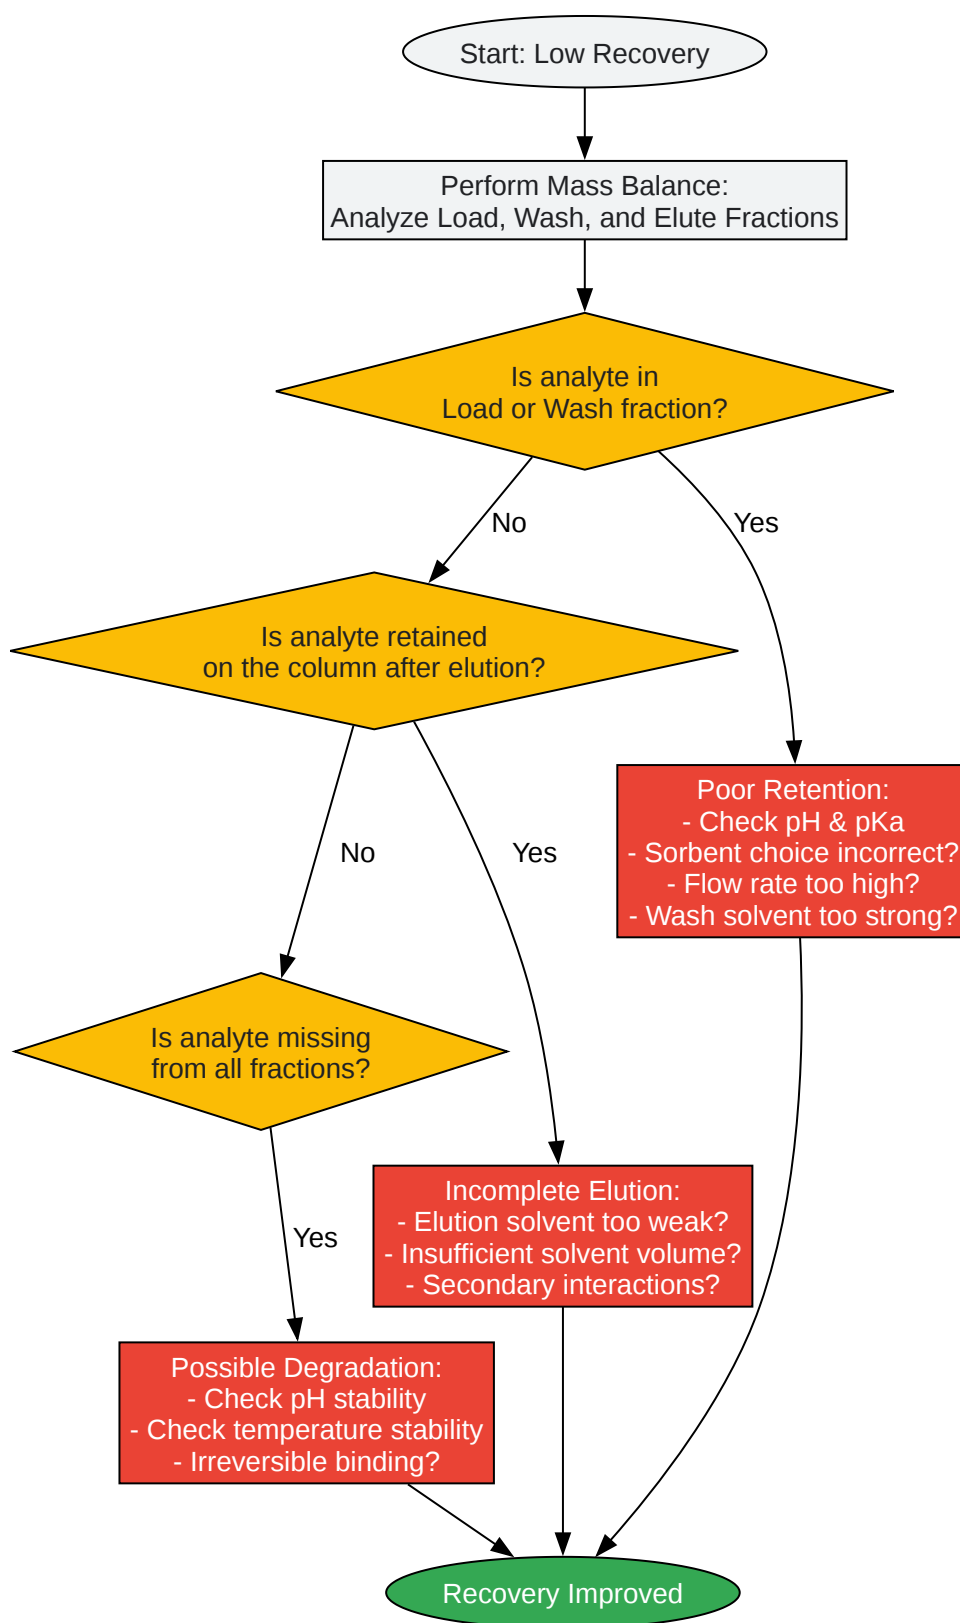 Start: Low Recovery
Perform Mass Balance:
Analyze Load, Wash, and Elute Fractions
Is analyte in
Load or Wash fraction?
No
Yes
Is analyte retained
on the column after elution?
No
Yes
Poor Retention:
- Check pH & pKa
- Sorbent choice incorrect?
- Flow rate too high?
- Wash solvent too strong?
Is analyte missing
from all fractions?
Yes
Incomplete Elution:
- Elution solvent too weak?
- Insufficient solvent volume?
- Secondary interactions?
Possible Degradation:
- Check pH stability
- Check temperature stability
- Irreversible binding?
Recovery Improved